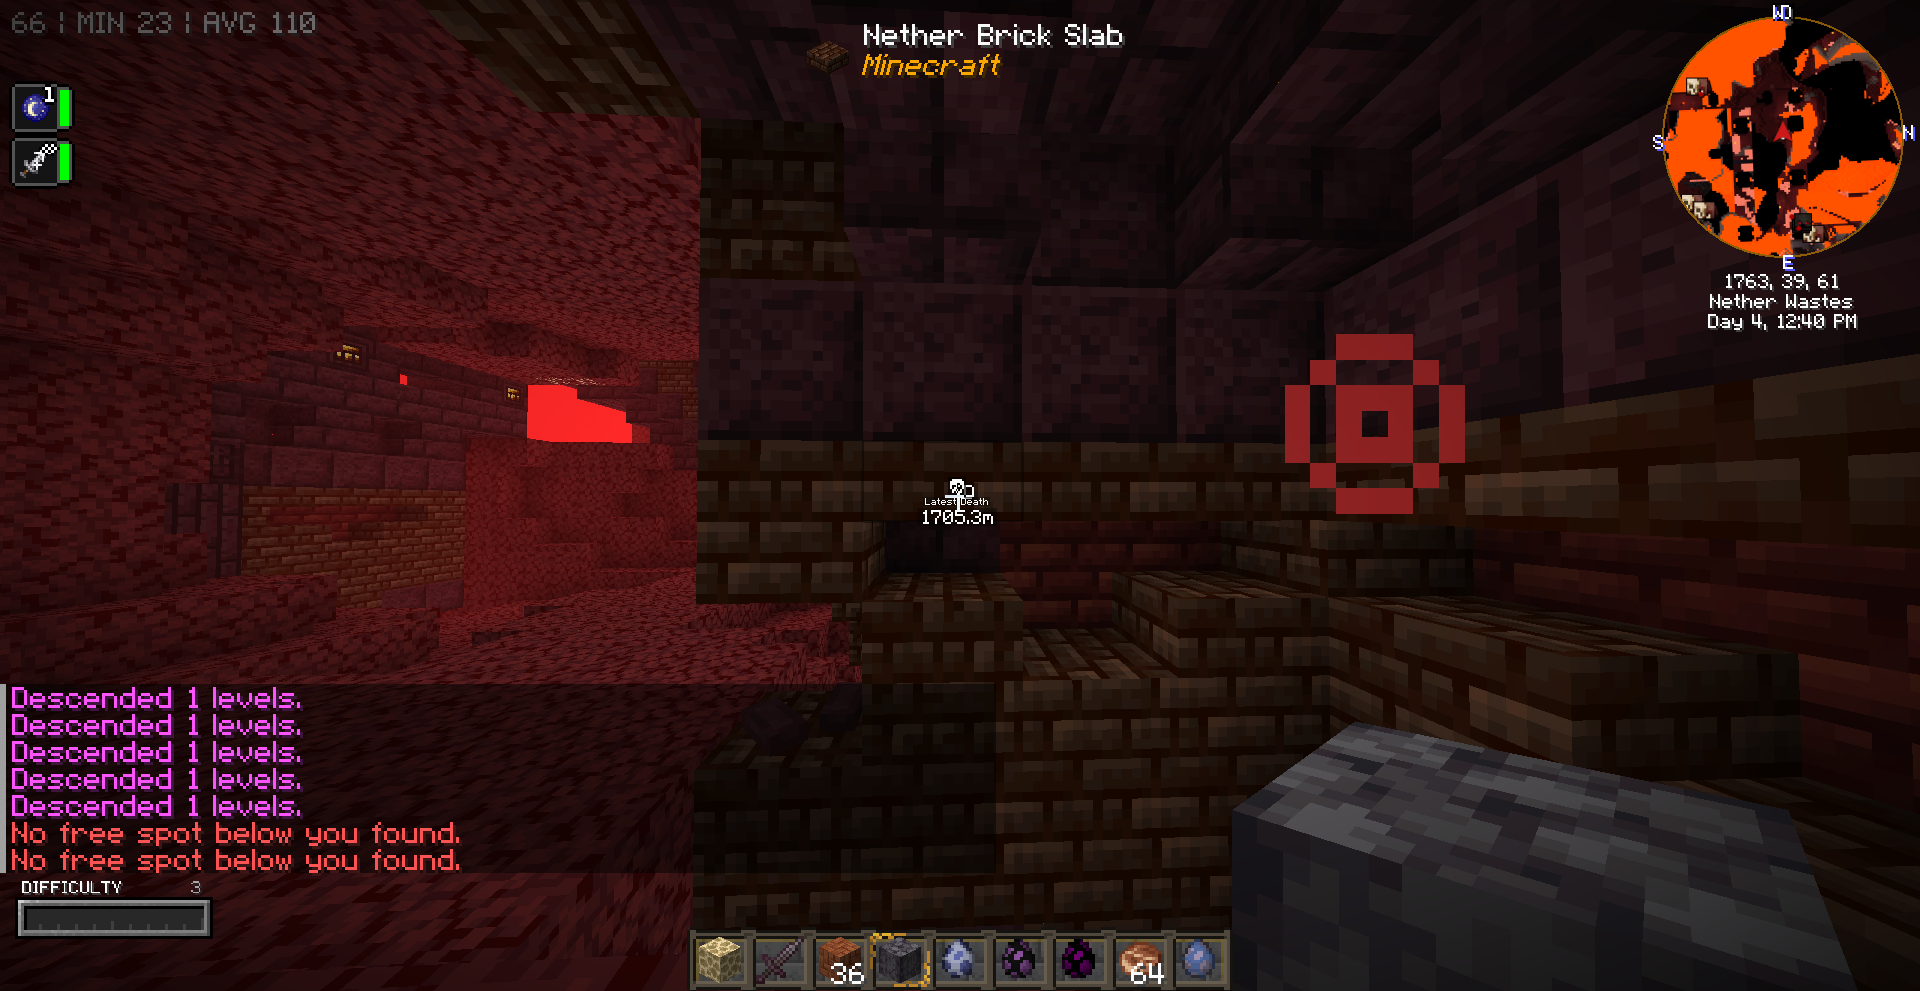 66 | MIN 23 | AVG 110
Nether Brick Slab
Minecraft
1
W
S
N
E
1763, 39, 61
Nether Wastes
Day 4, 12:40 PM
Latest Death
1705.3m
Descended 1 levels.
Descended 1 levels.
Descended 1 levels.
Descended 1 levels.
Descended 1 levels.
No free spot below you found.
No free spot below you found.
DIFFICULTY 3
36
64